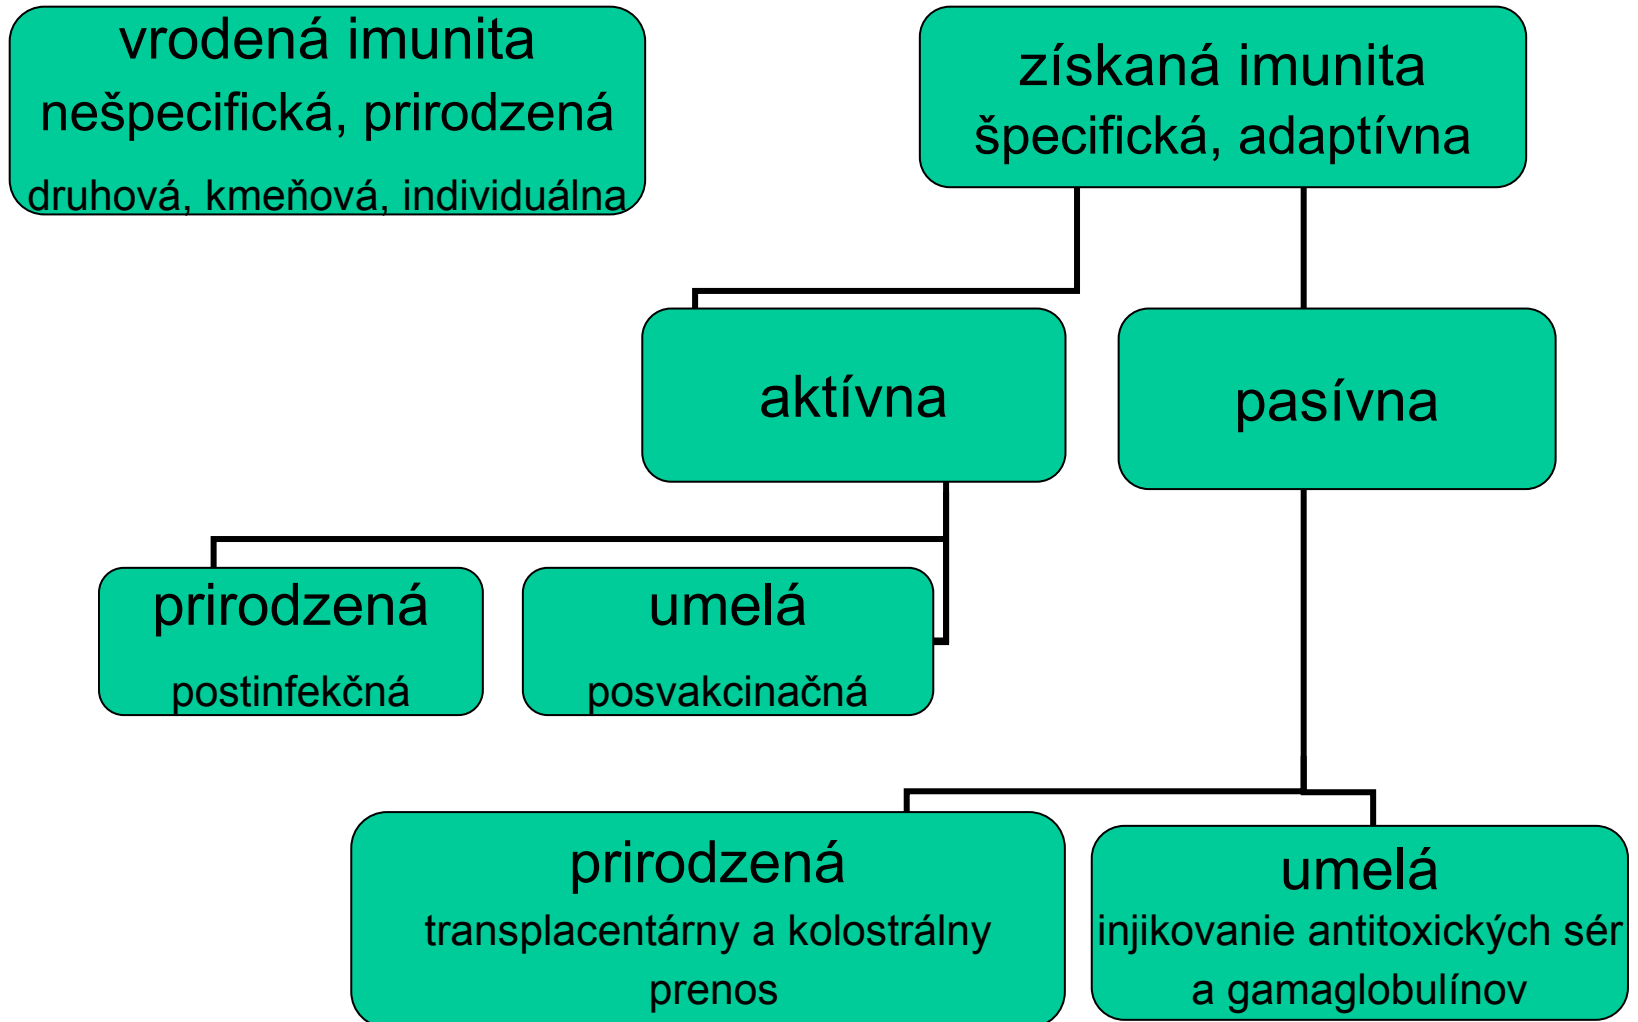 vrodená imunita
nešpecifická, prirodzená
druhová, kmeňová, individuálna
získaná imunita
špecifická, adaptívna
aktívna
pasívna
prirodzená
postinfekčná
umelá
posvakcinačná
prirodzená
transplacentárny a kolostrálny
prenos
umelá
injikovanie antitoxických sér
a gamaglobulínov